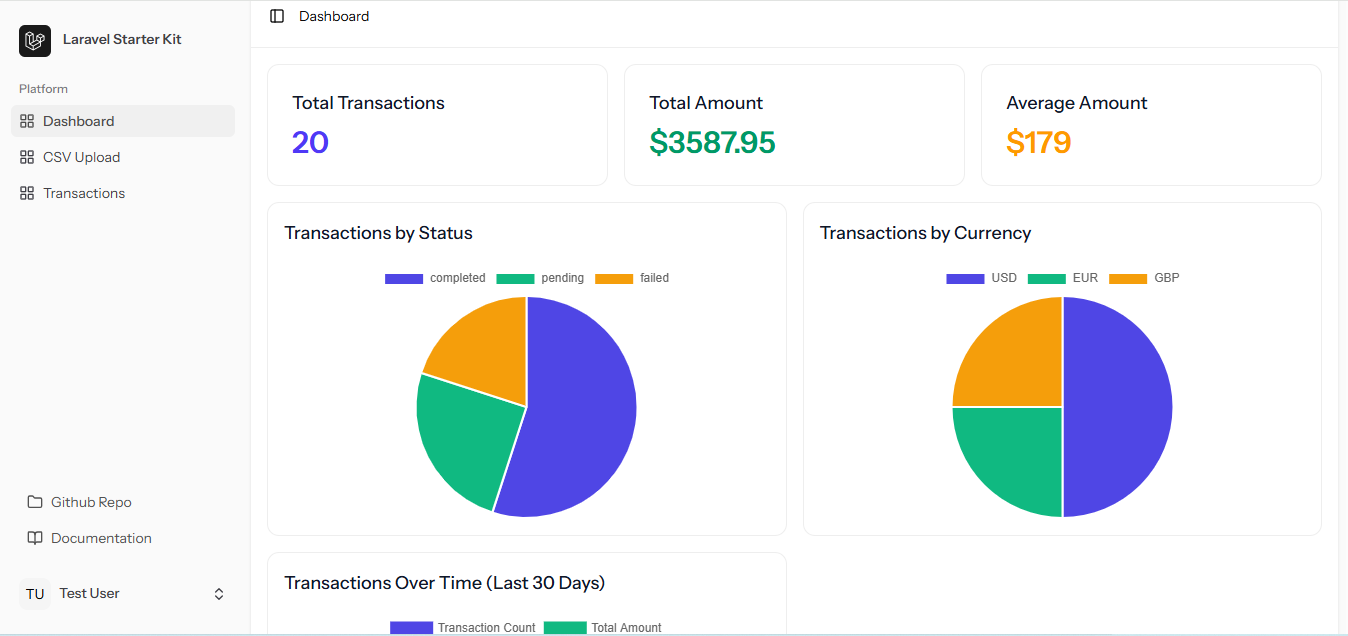 Laravel Starter Kit
Platform
Dashboard
CSV Upload
Transactions
Github Repo
Documentation
TU Test User
Dashboard
Total Transactions
20
Total Amount
$3587.95
Average Amount
$179
Transactions by Status
completed pending failed
Transactions by Currency
USD EUR GBP
Transactions Over Time (Last 30 Days)
Transaction Count Total Amount